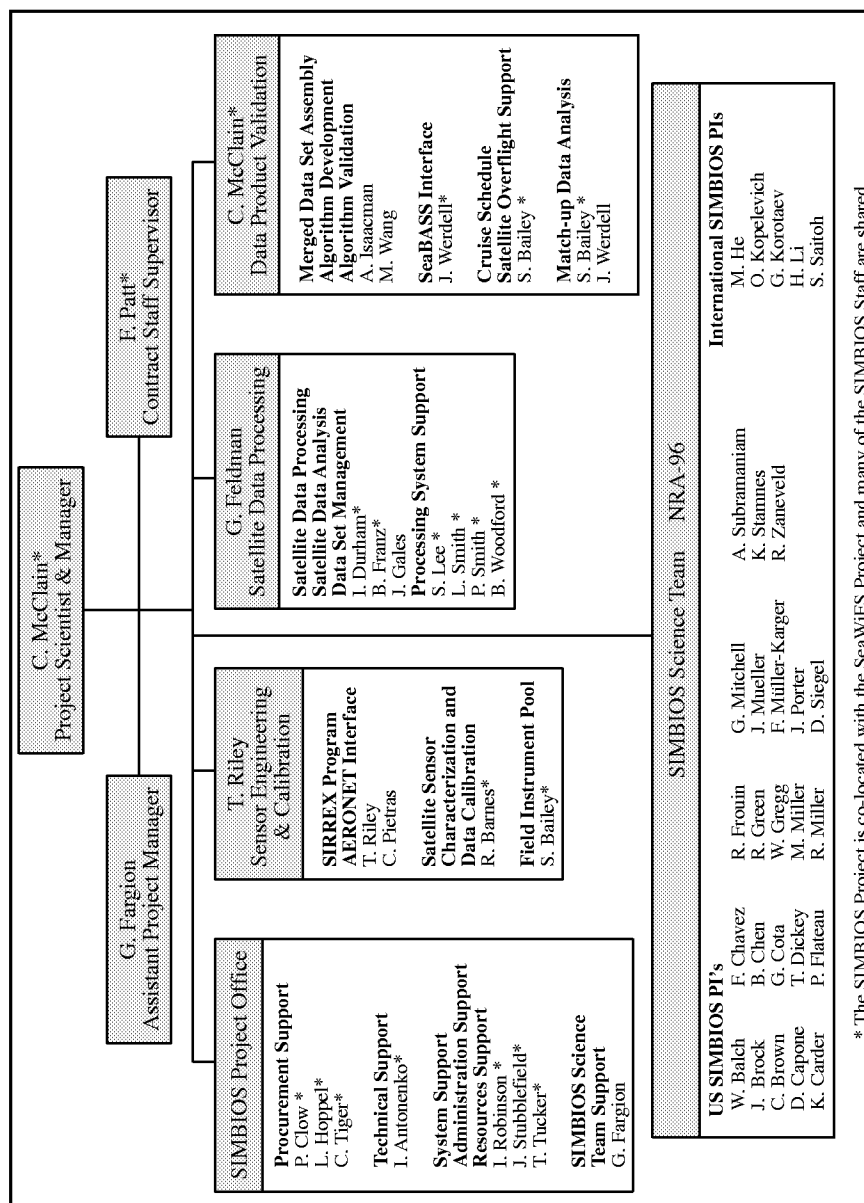 C. McClain*
Project Scientist & Manager
G. Fargion
Assistant Project Manager
F. Patt*
Contract Staff Supervisor
SIMBIOS Project Office
Procurement Support
P. Clow *
L. Hoppel*
C. Tiger*
Technical Support
I. Antonenko*
System Support
Administration Support
Resources Support
I. Robinson *
J. Stubblefield*
T. Tucker*
SIMBIOS Science
Team Support
G. Fargion
T. Riley
Sensor Engineering
& Calibration
SIRREX Program
AERONET Interface
T. Riley
C. Pietras
Satellite Sensor
Characterization and
Data Calibration
R. Barnes*
Field Instrument Pool
S. Bailey*
G. Feldman
Satellite Data Processing
Satellite Data Processing
Satellite Data Analysis
Data Set Management
I. Durham*
B. Franz*
J. Gales
Processing System Support
S. Lee *
L. Smith *
P. Smith *
B. Woodford *
C. McClain*
Data Product Validation
Merged Data Set Assembly
Algorithm Development
Algorithm Validation
A. Isaacman
M. Wang
SeaBASS Interface
J. Werdell*
Cruise Schedule
Satellite Overflight Support
S. Bailey *
Match-up Data Analysis
S. Bailey *
J. Werdell
SIMBIOS Science Team NRA-96
US SIMBIOS PI's
W. Balch
J. Brock
C. Brown
D. Capone
K. Carder
F. Chavez
B. Chen
G. Cota
T. Dickey
P. Flateau
R. Frouin
R. Green
W. Gregg
M. Miller
R. Miller
G. Mitchell
J. Mueller
F. Müller-Karger
J. Porter
D. Siegel
A. Subramaniam
K. Stamnes
R. Zaneveld
International SIMBIOS PIs
M. He
O. Kopelevich
G. Korotaev
H. Li
S. Saitoh
* The SIMBIOS Project is co-located with the SeaWiFS Project and many of the SIMBIOS Staff are shared